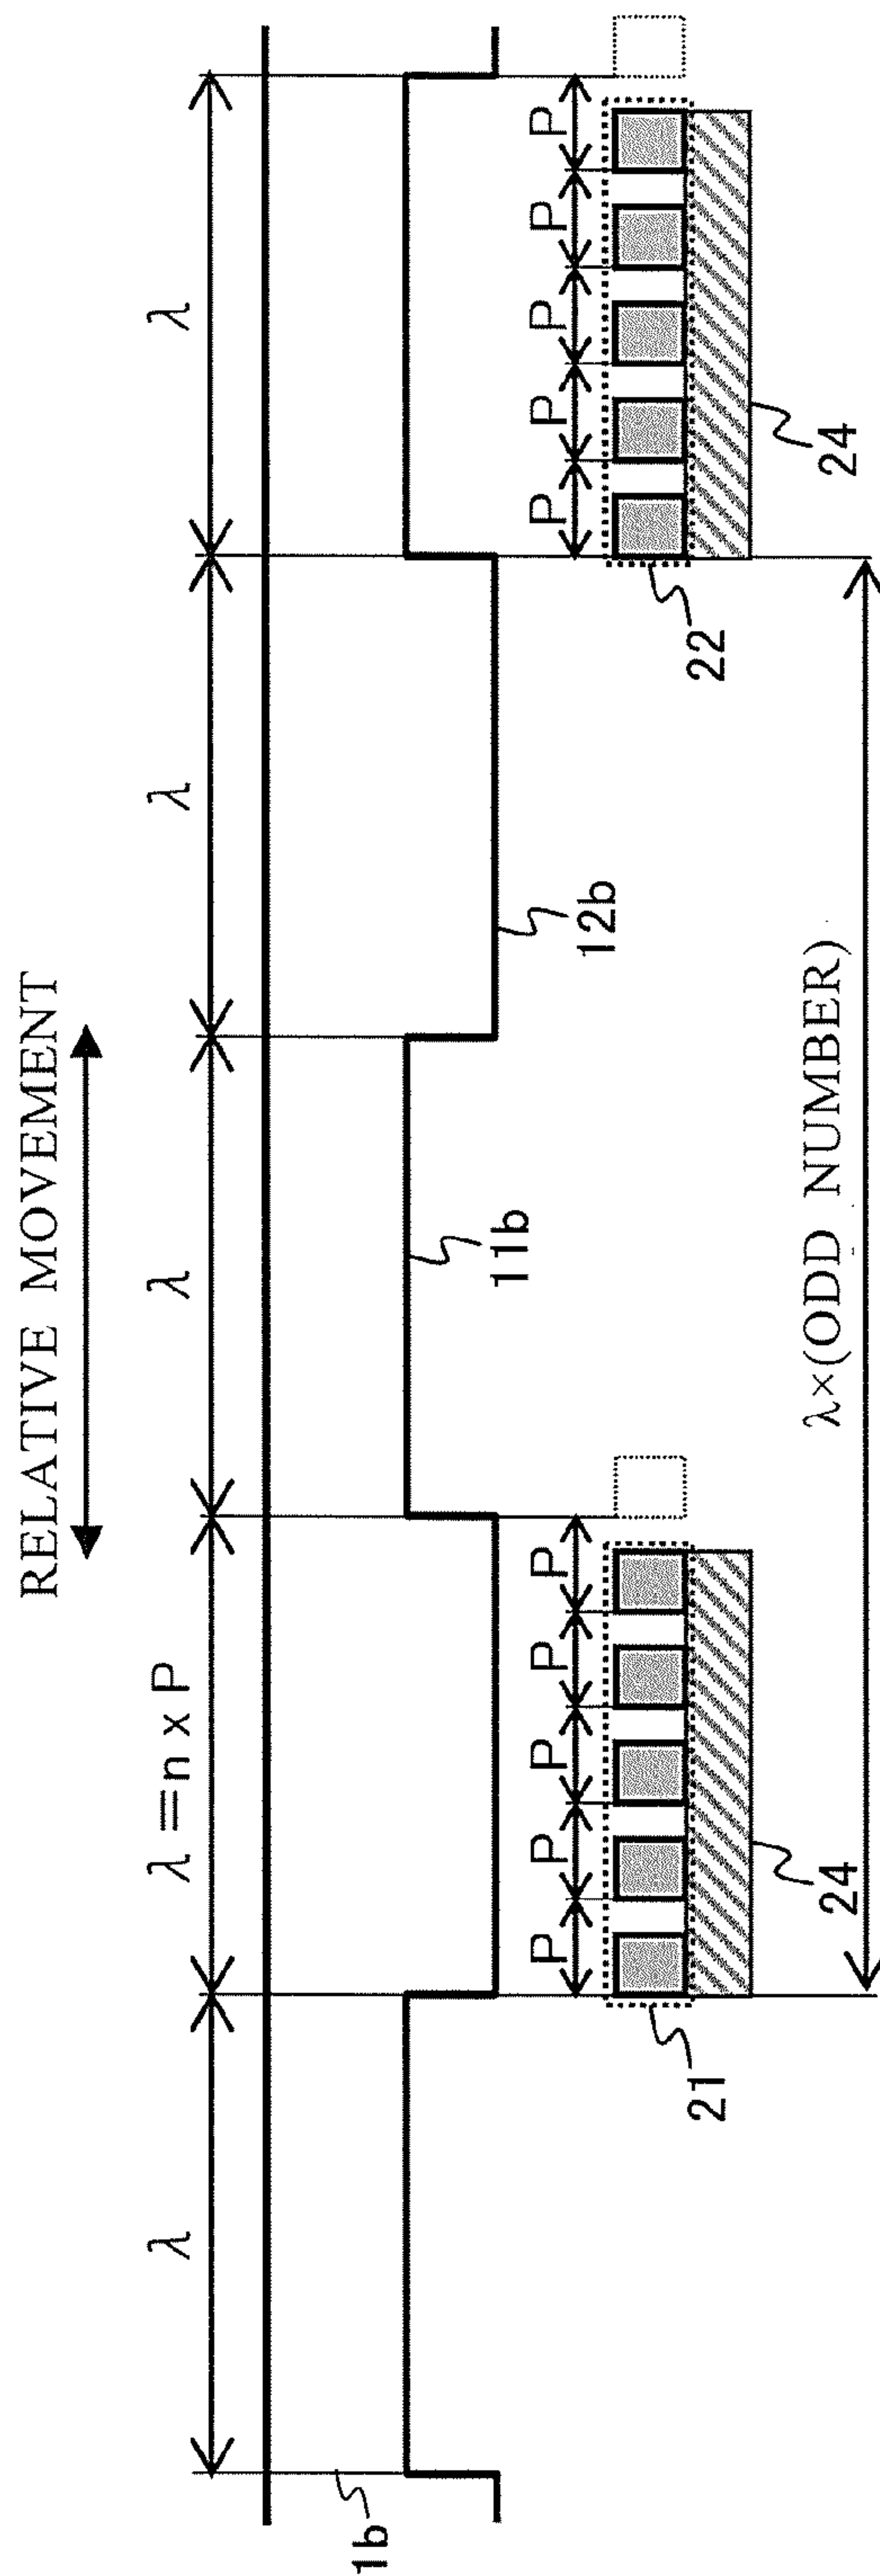 RELATIVE MOVEMENT
λ
λ=n x P
λ
λ
λ
1b
11b
12b
P
P
P
P
P
P
P
P
P
P
21
24
22
24
λ×(ODD NUMBER)